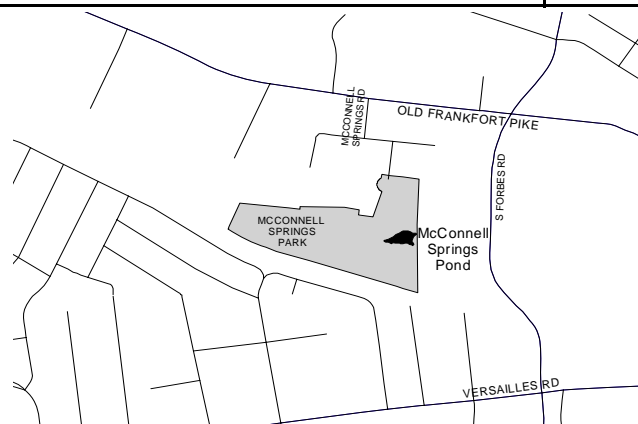 MCCONNELL
SPRINGS RD
OLD FRANKFORT PIKE
S FORBES RD
MCCONNELL
SPRINGS
PARK
McConnell
Springs
Pond
VERSAILLES RD